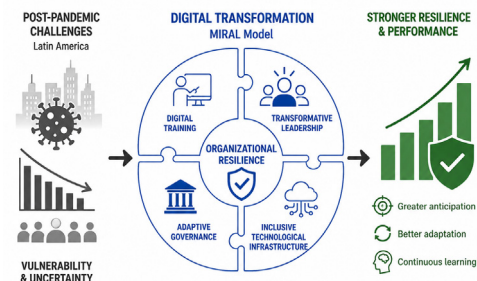 POST-PANDEMIC
CHALLENGES
Latin America
VULNERABILITY
& UNCERTAINTY
DIGITAL TRANSFORMATION
MIRAL Model
DIGITAL
TRAINING
TRANSFORMATIVE
LEADERSHIP
ORGANIZATIONAL
RESILIENCE
ADAPTIVE
GOVERNANCE
INCLUSIVE
TECHNOLOGICAL
INFRASTRUCTURE
STRONGER RESILIENCE
& PERFORMANCE
Greater anticipation
Better adaptation
Continuous learning